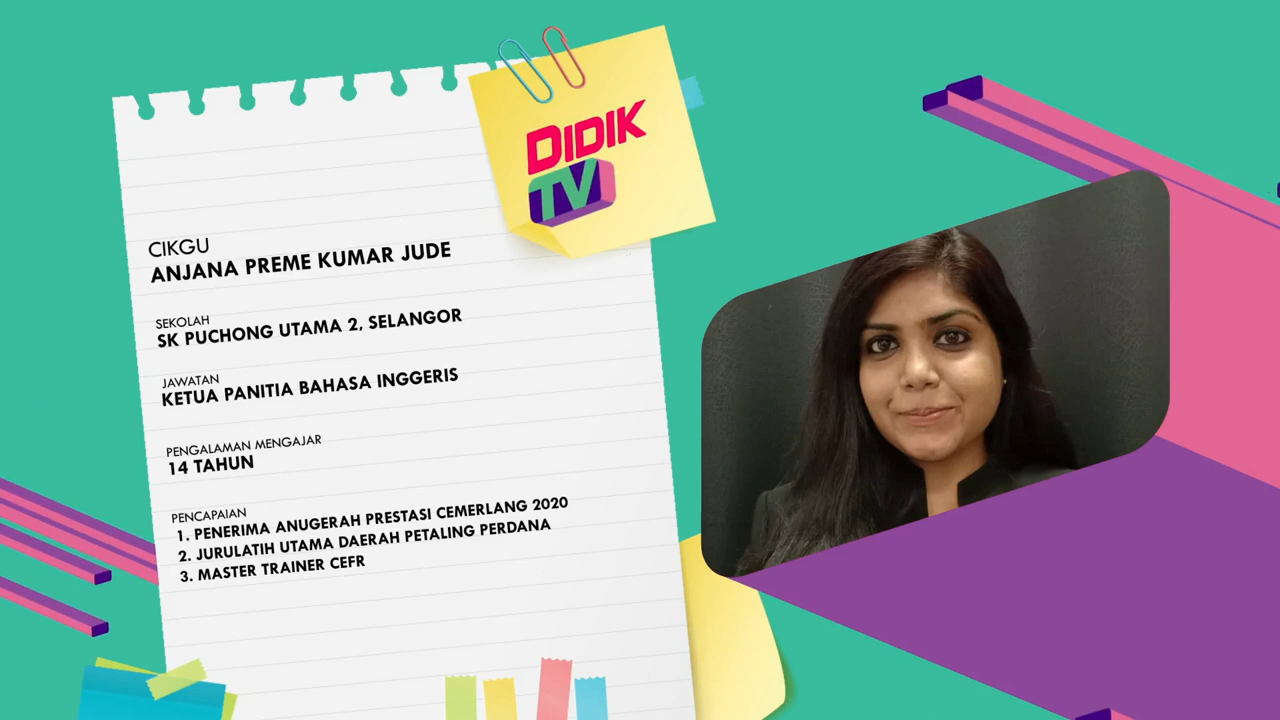 DIDIK
TV
CIKGU
ANJANA PREME KUMAR JUDE
SEKOLAH
SK PUCHONG UTAMA 2, SELANGOR
JAWATAN
KETUA PANITIA BAHASA INGGERIS
PENGALAMAN MENGAJAR
14 TAHUN
PENCAPAIAN
1. PENERIMA ANUGERAH PRESTASI CEMERLANG 2020
2. JURULATIH UTAMA DAERAH PETALING PERDANA
3. MASTER TRAINER CEFR